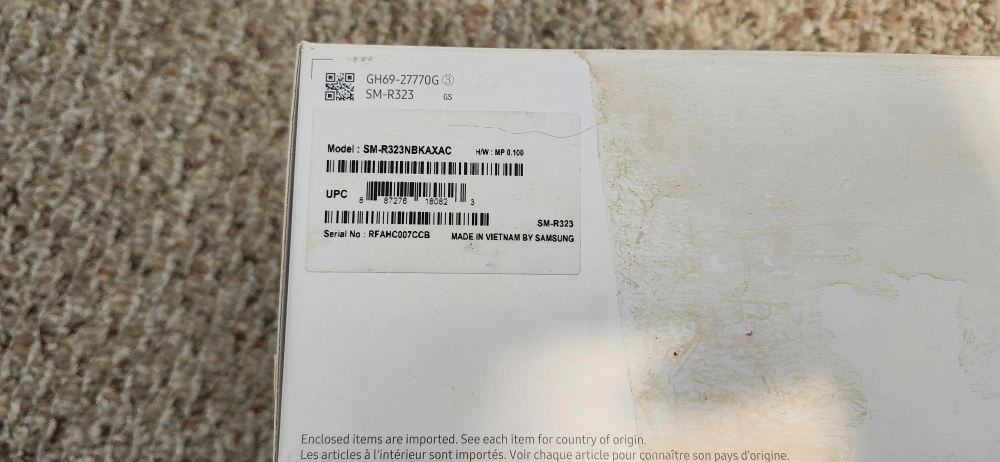 GH69-27770G ③
SM-R323 GS
Model : SM-R323NBKAXAC H/W : MP 0.100
UPC 8 87276 18082 3
SM-R323
Serial No : RFAHC007CCB MADE IN VIETNAM BY SAMSUNG
Enclosed items are imported. See each item for country of origin.
Les articles à l'intérieur sont importés. Voir chaque article pour connaître son pays d'origine.